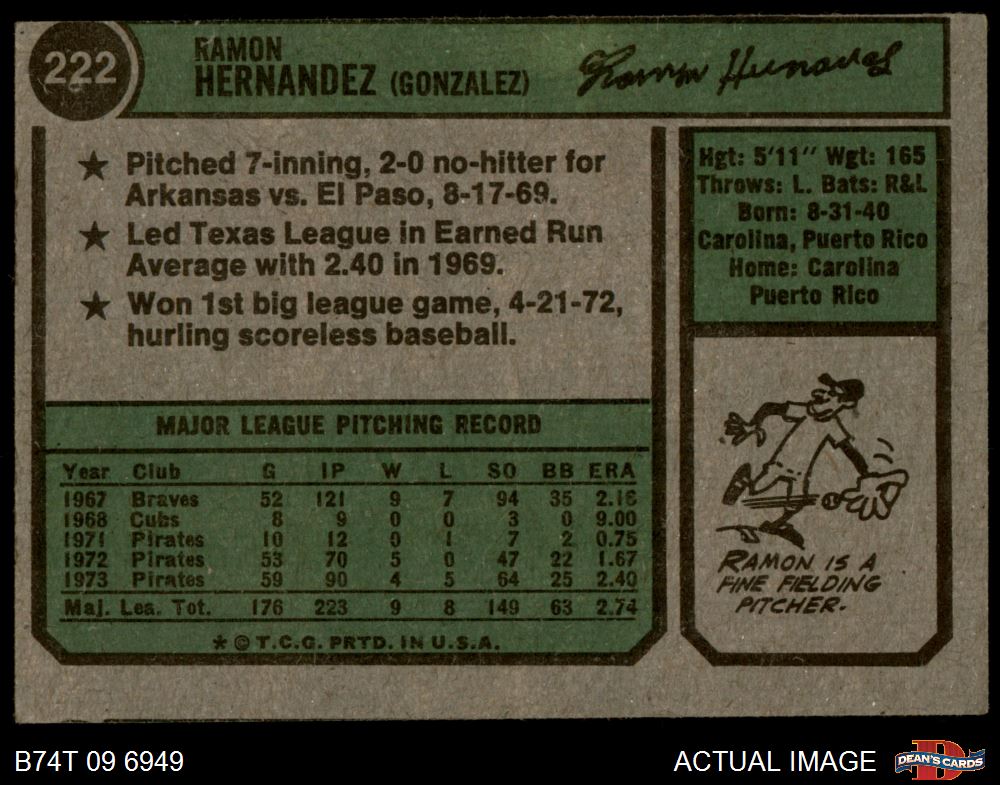 222
RAMON
HERNANDEZ (GONZALEZ)
Ramon Hernandez
★ Pitched 7-inning, 2-0 no-hitter for
Arkansas vs. El Paso, 8-17-69.
★ Led Texas League in Earned Run
Average with 2.40 in 1969.
★ Won 1st big league game, 4-21-72,
hurling scoreless baseball.
Hgt: 5'11" Wgt: 165
Throws: L. Bats: R&L
Born: 8-31-40
Carolina, Puerto Rico
Home: Carolina
Puerto Rico
MAJOR LEAGUE PITCHING RECORD
Year Club G IP W L SO BB ERA
1967 Braves 52 121 9 7 94 35 2.16
1968 Cubs 8 9 0 0 3 0 9.00
1971 Pirates 10 12 0 1 7 2 0.75
1972 Pirates 53 70 5 0 47 22 1.67
1973 Pirates 59 90 4 5 64 25 2.40
Maj. Lea. Tot. 176 223 9 8 149 63 2.74
* © T.C.G. PRTD. IN U.S.A.
RAMON IS A
FINE FIELDING
PITCHER.
B74T 09 6949
ACTUAL IMAGE
DEAN'S CARDS